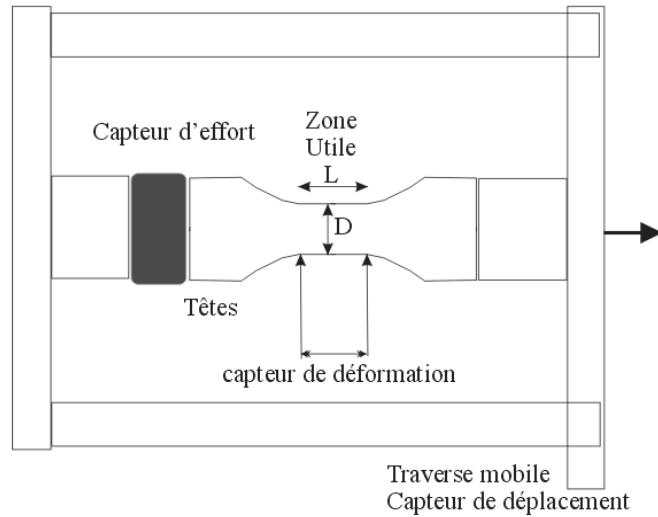 Capteur d'effort
Zone
Utile
L
D
Têtes
capteur de déformation
Traverse mobile
Capteur de déplacement